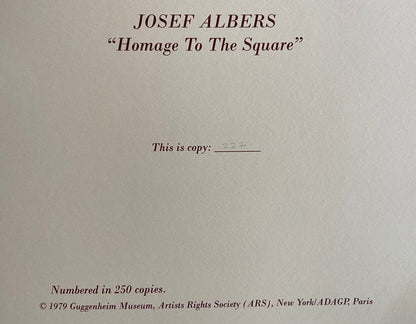 JOSEF ALBERS
“Homage To The Square”
This is copy: 227
Numbered in 250 copies.
© 1979 Guggenheim Museum, Artists Rights Society (ARS), New York/ADAGP, Paris